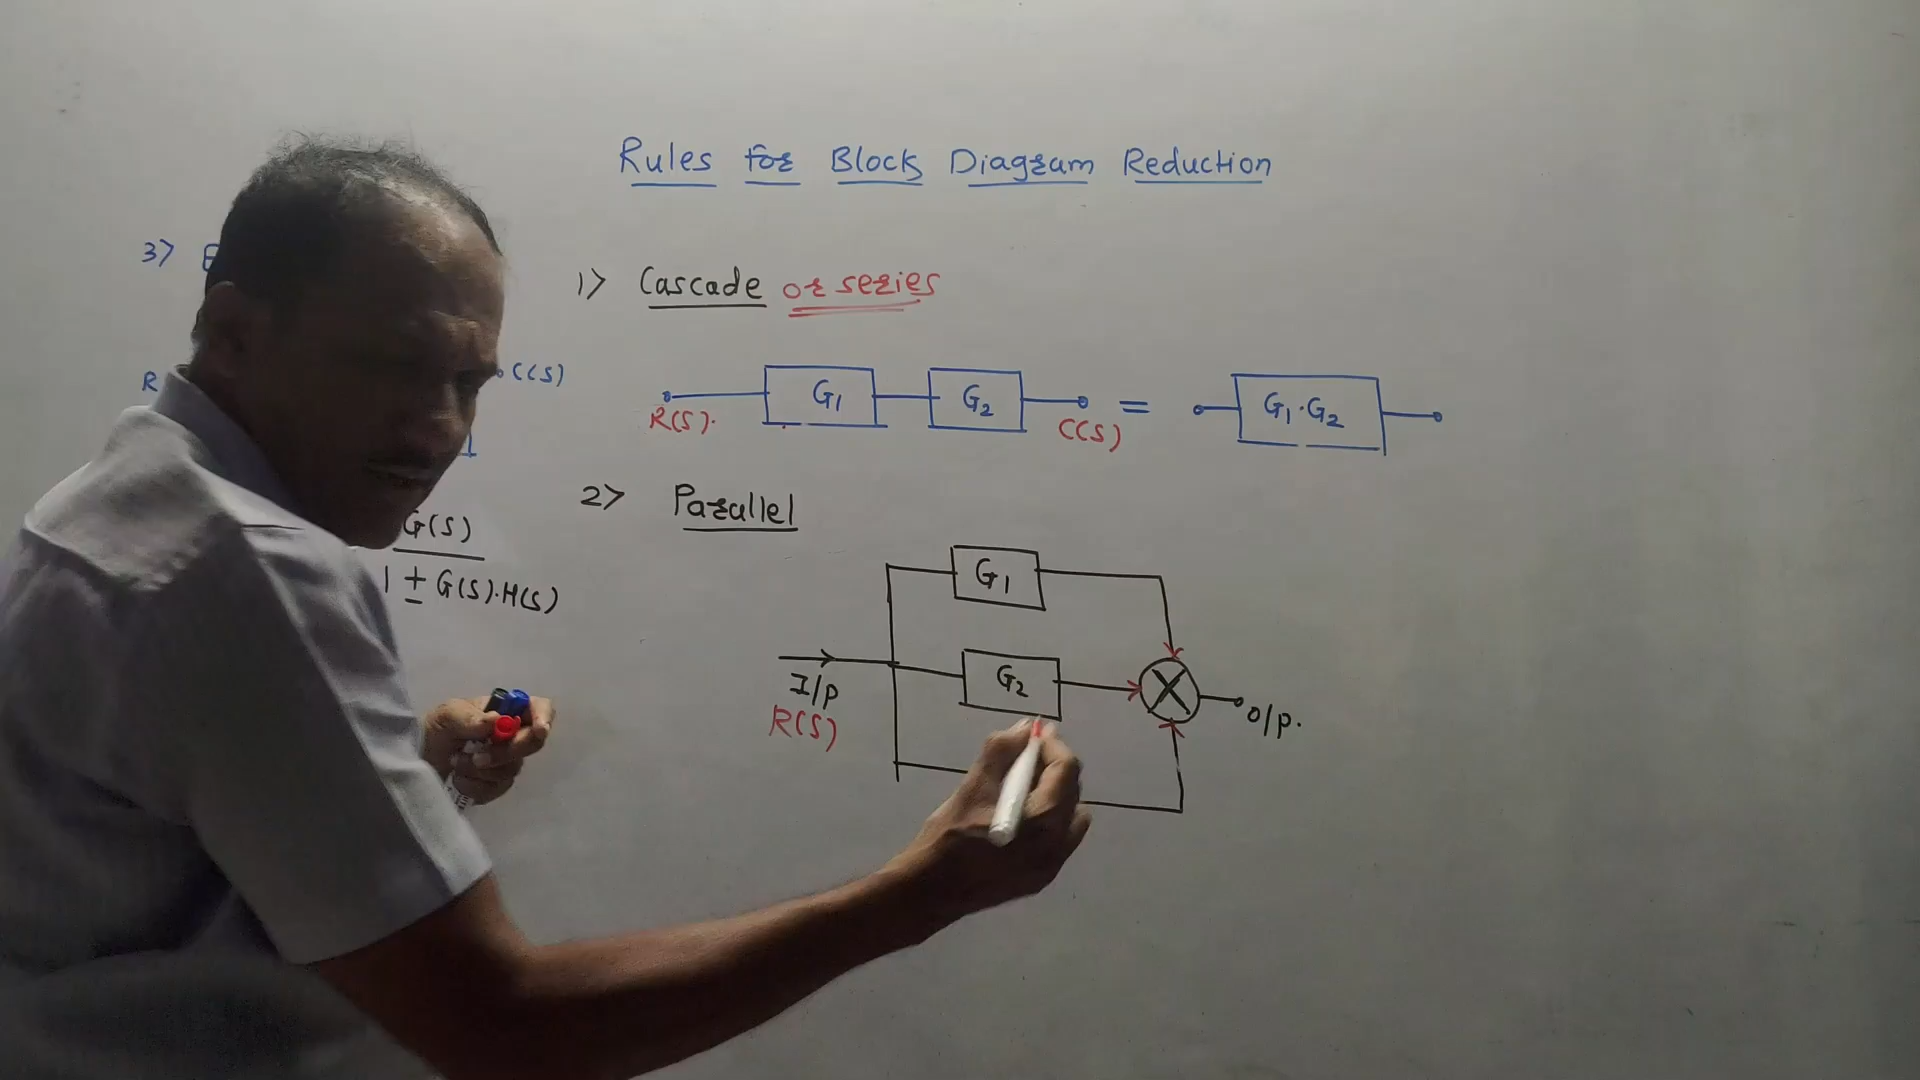 Rules for Block Diagram Reduction
3)
R
C(S)
G(S)
1 ± G(S).H(S)
1) Cascade or series
G1
G2
=
G1.G2
R(S).
C(S)
2) Parallel
G1
G2
I/P
R(S)
O/P.